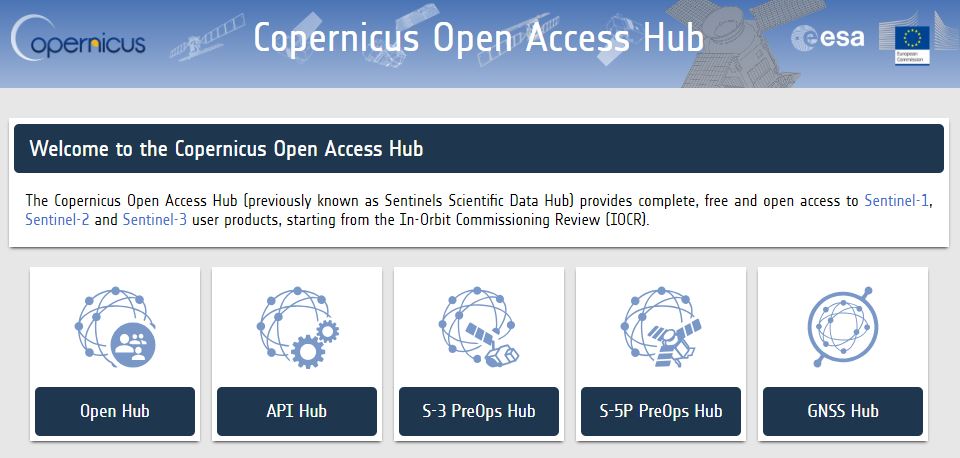 opernicus
Copernicus Open Access Hub
esa
European
Commission
Welcome to the Copernicus Open Access Hub
The Copernicus Open Access Hub (previously known as Sentinels Scientific Data Hub) provides complete, free and open access to Sentinel-1,
Sentinel-2 and Sentinel-3 user products, starting from the In-Orbit Commissioning Review (IOCR).
Open Hub
API Hub
S-3 PreOps Hub
S-5P PreOps Hub
GNSS Hub